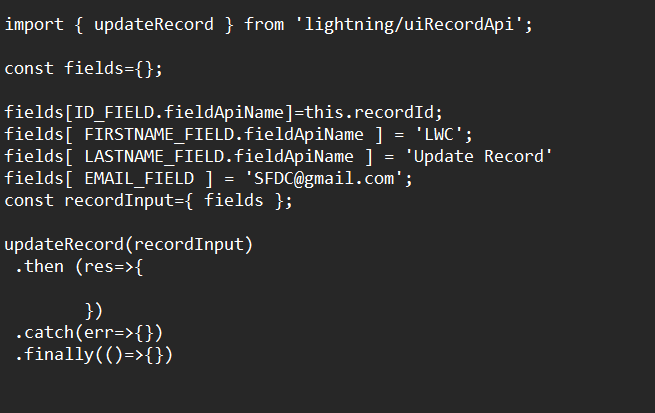 import { updateRecord } from 'lightning/uiRecordApi';
const fields={};
fields[ID_FIELD.fieldApiName]=this.recordId;
fields[ FIRSTNAME_FIELD.fieldApiName ] = 'LWC';
fields[ LASTNAME_FIELD.fieldApiName ] = 'Update Record'
fields[ EMAIL_FIELD ] = 'SFDC@gmail.com';
const recordInput={ fields };
updateRecord(recordInput)
.then (res=>{
})
.catch(err=>{})
.finally(()=>{})